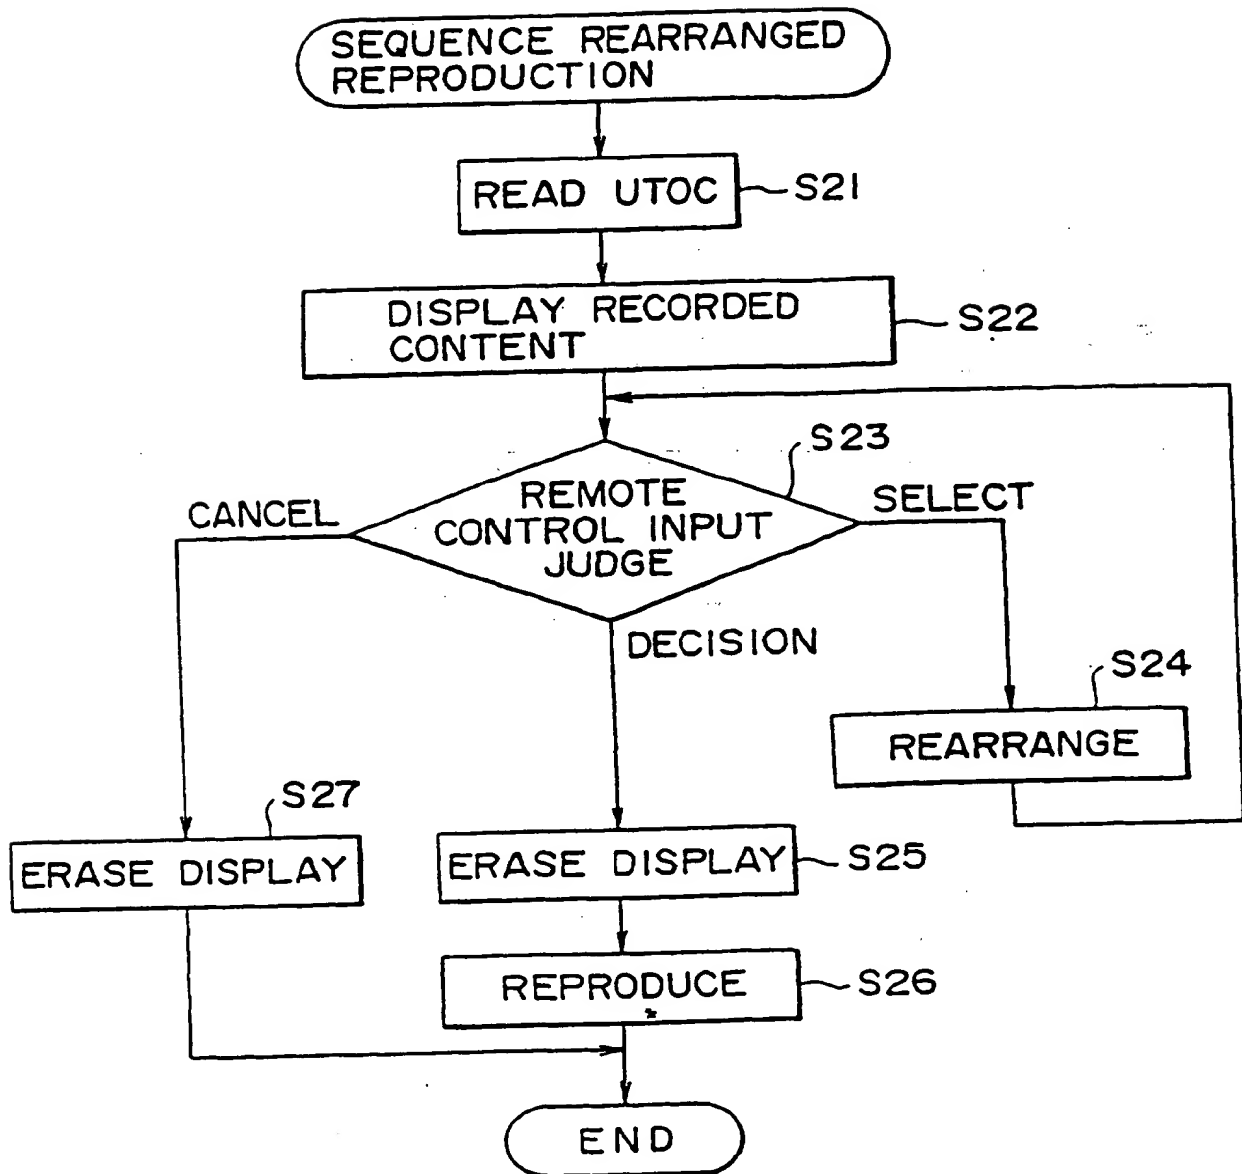 SEQUENCE REARRANGED
REPRODUCTION
READ UTOC
S21
DISPLAY RECORDED
CONTENT
S22
S23
REMOTE
CONTROL INPUT
JUDGE
CANCEL
SELECT
DECISION
S24
REARRANGE
S27
ERASE DISPLAY
ERASE DISPLAY
S25
REPRODUCE
S26
END